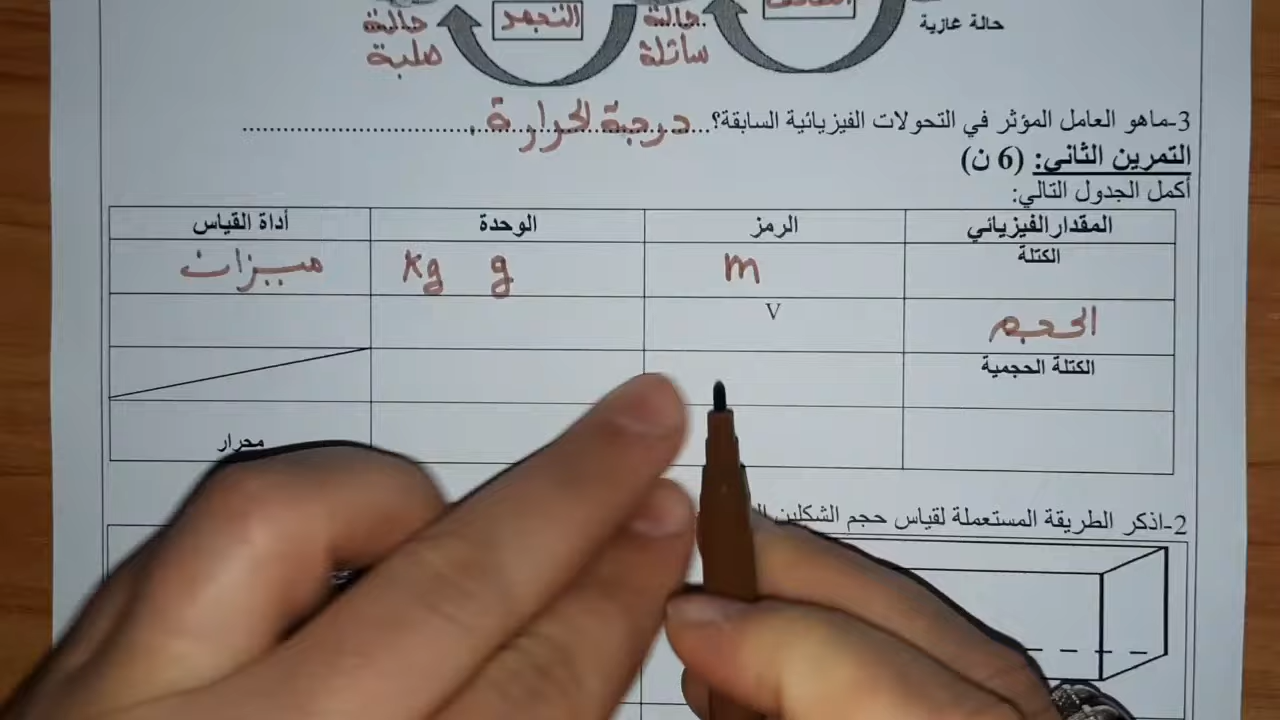 حالة غازية
حالة سائلة
التجمد
حالة صلبة
3-ماهو العامل المؤثر في التحولات الفيزيائية السابقة؟ درجة الحرارة.
التمرين الثاني: (6 ن)
أكمل الجدول التالي:
المقدار الفيزيائي الرمز الوحدة أداة القياس
الكتلة m g kg ميزان
الحجم V
الكتلة الحجمية
محرار
2-اذكر الطريقة المستعملة لقياس حجم الشكلين